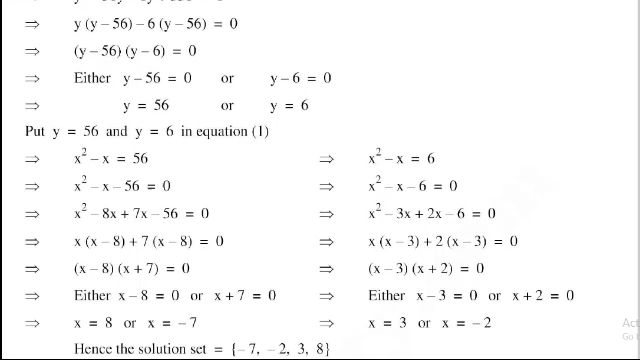 ⇒ y (y – 56) – 6 (y – 56) = 0
⇒ (y – 56) (y – 6) = 0
⇒ Either y – 56 = 0 or y – 6 = 0
⇒ y = 56 or y = 6
Put y = 56 and y = 6 in equation (1)
⇒ x² – x = 56 ⇒ x² – x = 6
⇒ x² – x – 56 = 0 ⇒ x² – x – 6 = 0
⇒ x² – 8x + 7x – 56 = 0 ⇒ x² – 3x + 2x – 6 = 0
⇒ x (x – 8) + 7 (x – 8) = 0 ⇒ x (x – 3) + 2 (x – 3) = 0
⇒ (x – 8) (x + 7) = 0 ⇒ (x – 3) (x + 2) = 0
⇒ Either x – 8 = 0 or x + 7 = 0 ⇒ Either x – 3 = 0 or x + 2 = 0
⇒ x = 8 or x = – 7 ⇒ x = 3 or x = – 2
Hence the solution set = {– 7, – 2, 3, 8}